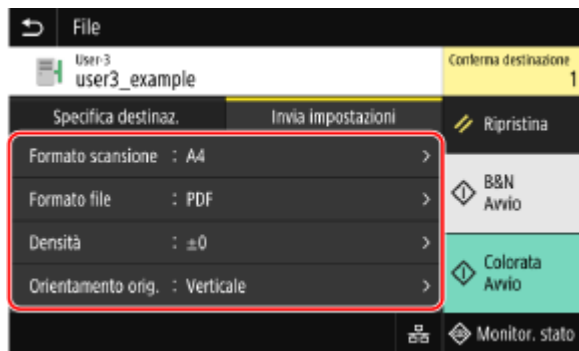 File
User-3
user3_example
Conferma destinazione
1
Specifica destinaz.
Invia impostazioni
Ripristina
Formato scansione : A4
Formato file : PDF
Densità : ±0
Orientamento orig. : Verticale
B&N
Avvio
Colorata
Avvio
Monitor. stato